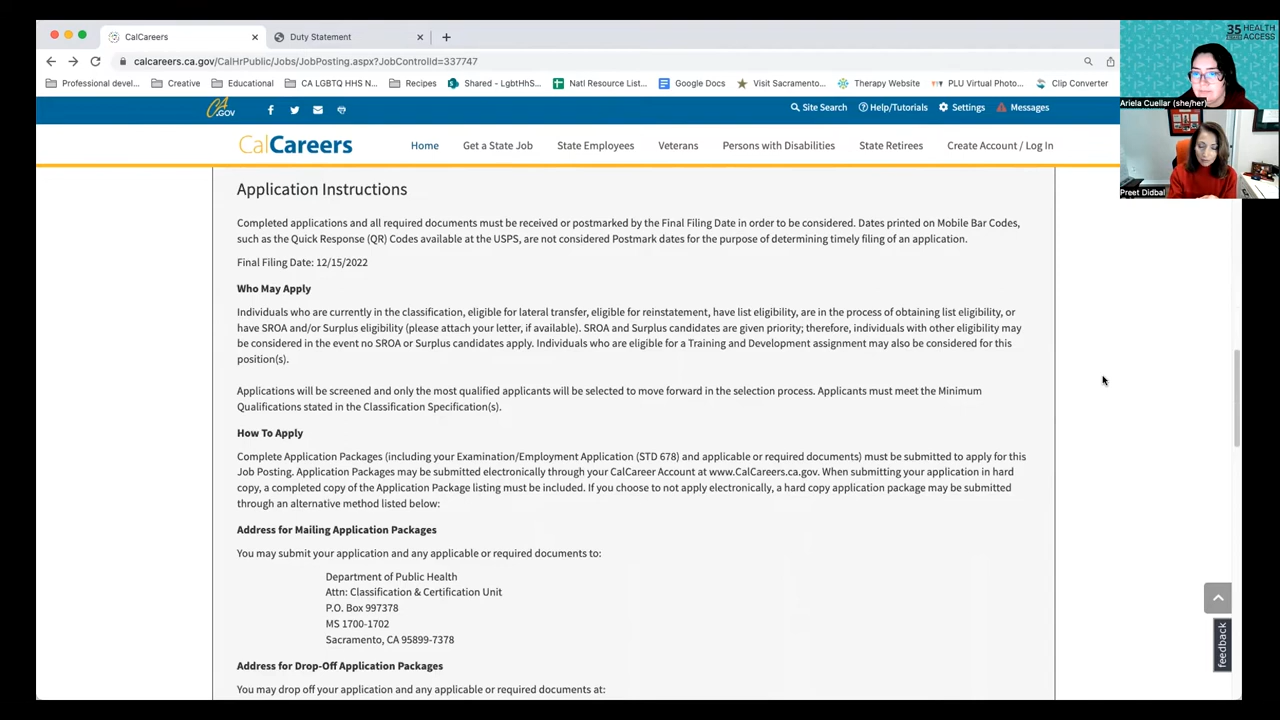 CalCareers
Duty Statement
calcareers.ca.gov/CalHrPublic/Jobs/JobPosting.aspx?JobControlId=337747
Professional devel...
Creative
Educational
CA LGBTQ HHS N...
Recipes
Shared - LgbtHhS...
Natl Resource List...
Google Docs
Visit Sacramento...
Therapy Website
PLU Virtual Photo...
Clip Converter
CA
.GOV
Site Search
Help/Tutorials
Settings
Messages
CalCareers
Home
Get a State Job
State Employees
Veterans
Persons with Disabilities
State Retirees
Create Account / Log In
35 HEALTH
ACCESS
Ariela Cuellar (she/her)
Preet Didbal
Application Instructions
Completed applications and all required documents must be received or postmarked by the Final Filing Date in order to be considered. Dates printed on Mobile Bar Codes,
such as the Quick Response (QR) Codes available at the USPS, are not considered Postmark dates for the purpose of determining timely filing of an application.
Final Filing Date: 12/15/2022
Who May Apply
Individuals who are currently in the classification, eligible for lateral transfer, eligible for reinstatement, have list eligibility, are in the process of obtaining list eligibility, or
have SROA and/or Surplus eligibility (please attach your letter, if available). SROA and Surplus candidates are given priority; therefore, individuals with other eligibility may
be considered in the event no SROA or Surplus candidates apply. Individuals who are eligible for a Training and Development assignment may also be considered for this
position(s).
Applications will be screened and only the most qualified applicants will be selected to move forward in the selection process. Applicants must meet the Minimum
Qualifications stated in the Classification Specification(s).
How To Apply
Complete Application Packages (including your Examination/Employment Application (STD 678) and applicable or required documents) must be submitted to apply for this
Job Posting. Application Packages may be submitted electronically through your CalCareer Account at www.CalCareers.ca.gov. When submitting your application in hard
copy, a completed copy of the Application Package listing must be included. If you choose to not apply electronically, a hard copy application package may be submitted
through an alternative method listed below:
Address for Mailing Application Packages
You may submit your application and any applicable or required documents to:
Department of Public Health
Attn: Classification & Certification Unit
P.O. Box 997378
MS 1700-1702
Sacramento, CA 95899-7378
Address for Drop-Off Application Packages
You may drop off your application and any applicable or required documents at:
feedback